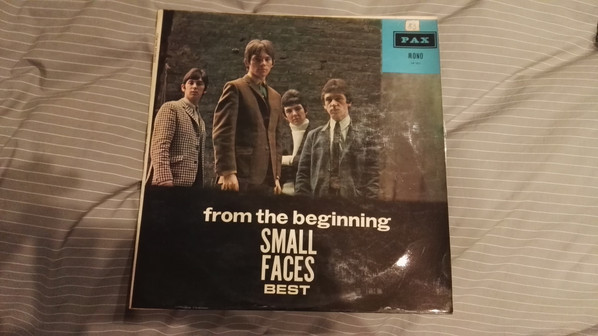 PAX
MONO
from the beginning
SMALL
FACES
BEST